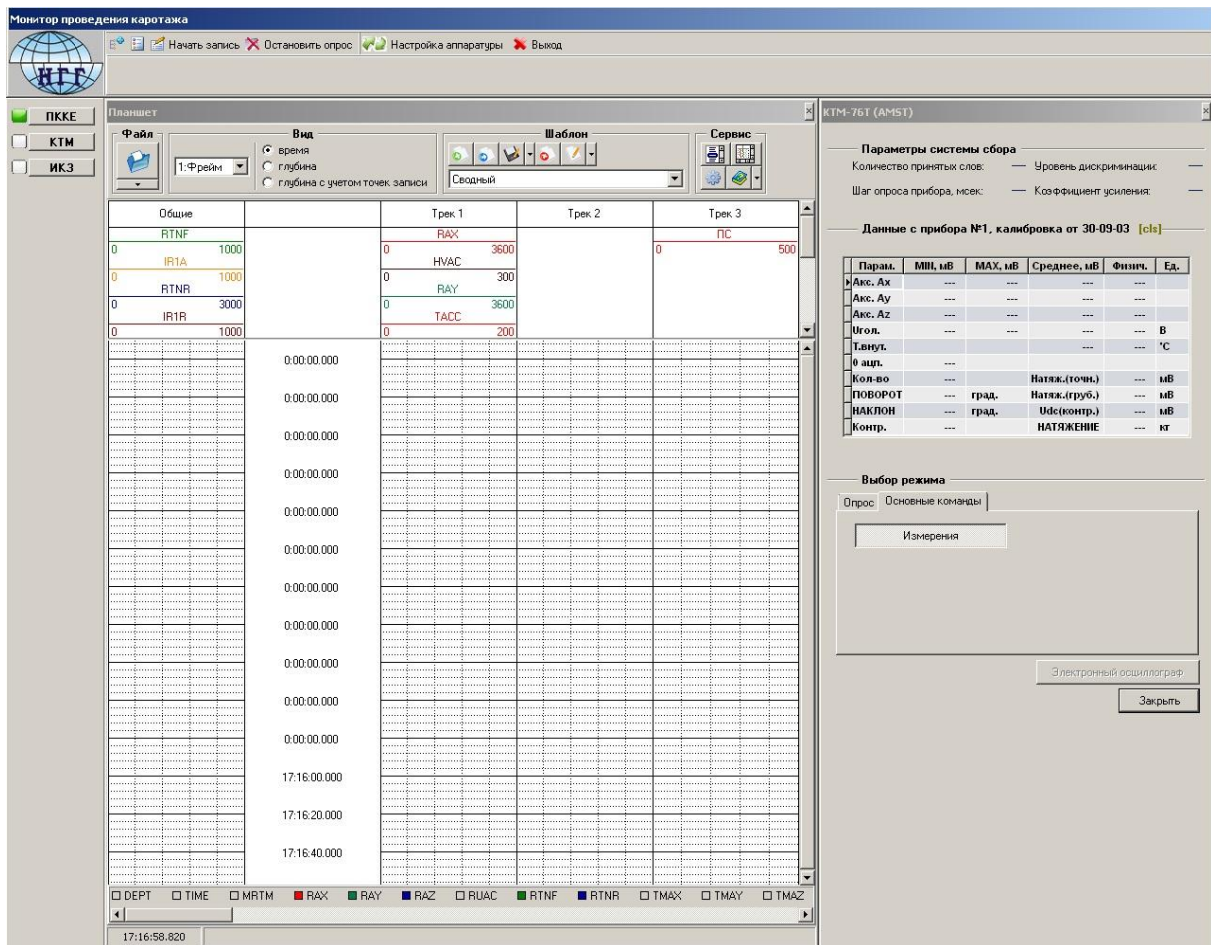 Монитор проведения каротажа
НГГ
Начать запись Остановить опрос Настройка аппаратуры Выход
ПККЕ
КТМ
ИКЗ
Планшет
Файл
Вид
1:Фрейм
время
глубина
глубина с учетом точек записи
Шаблон
Сводный
Сервис
Общие Трек 1 Трек 2 Трек 3
RTNF RAX ПС
0 1000 0 3600 0 500
IR1A HVAC
0 1000 0 300
RTNR RAY
0 3000 0 3600
IR1R TACC
0 1000 0 200
0:00:00.000
0:00:00.000
0:00:00.000
0:00:00.000
0:00:00.000
0:00:00.000
0:00:00.000
0:00:00.000
0:00:00.000
0:00:00.000
0:00:00.000
17:16:00.000
17:16:20.000
17:16:40.000
DEPT TIME MRTM RAX RAY RAZ RUAC RTNF RTNR TMAX TMAY TMAZ
17:16:58.820
КТМ-76Т (AMST)
Параметры системы сбора
Количество принятых слов: — Уровень дискриминации: —
Шаг опроса прибора, мсек: — Коэффициент усиления: —
Данные с прибора №1, калибровка от 30-09-03 [cls]
Парам. MIН, мВ MAX, мВ Среднее, мВ Физич. Ед.
Акс. Ax --- --- --- ---
Акс. Ay --- --- --- ---
Акс. Az --- --- --- ---
Uгол. --- --- --- --- В
Т.внут. --- --- °C
0 ацп. ---
Кол-во --- Натяж.(точн.) --- мВ
ПОВОРОТ --- град. Натяж.(груб.) --- мВ
НАКЛОН --- град. Udc(контр.) --- мВ
Контр. --- НАТЯЖЕНИЕ --- кг
Выбор режима
Опрос Основные команды
Измерения
Электронный осциллограф
Закрыть